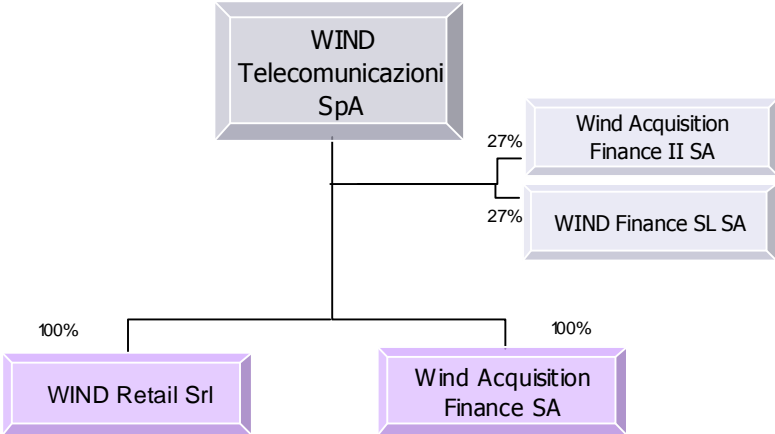 WIND
Telecomunicazioni
SpA
27%
Wind Acquisition
Finance II SA
27%
WIND Finance SL SA
100%
100%
WIND Retail Srl
Wind Acquisition
Finance SA